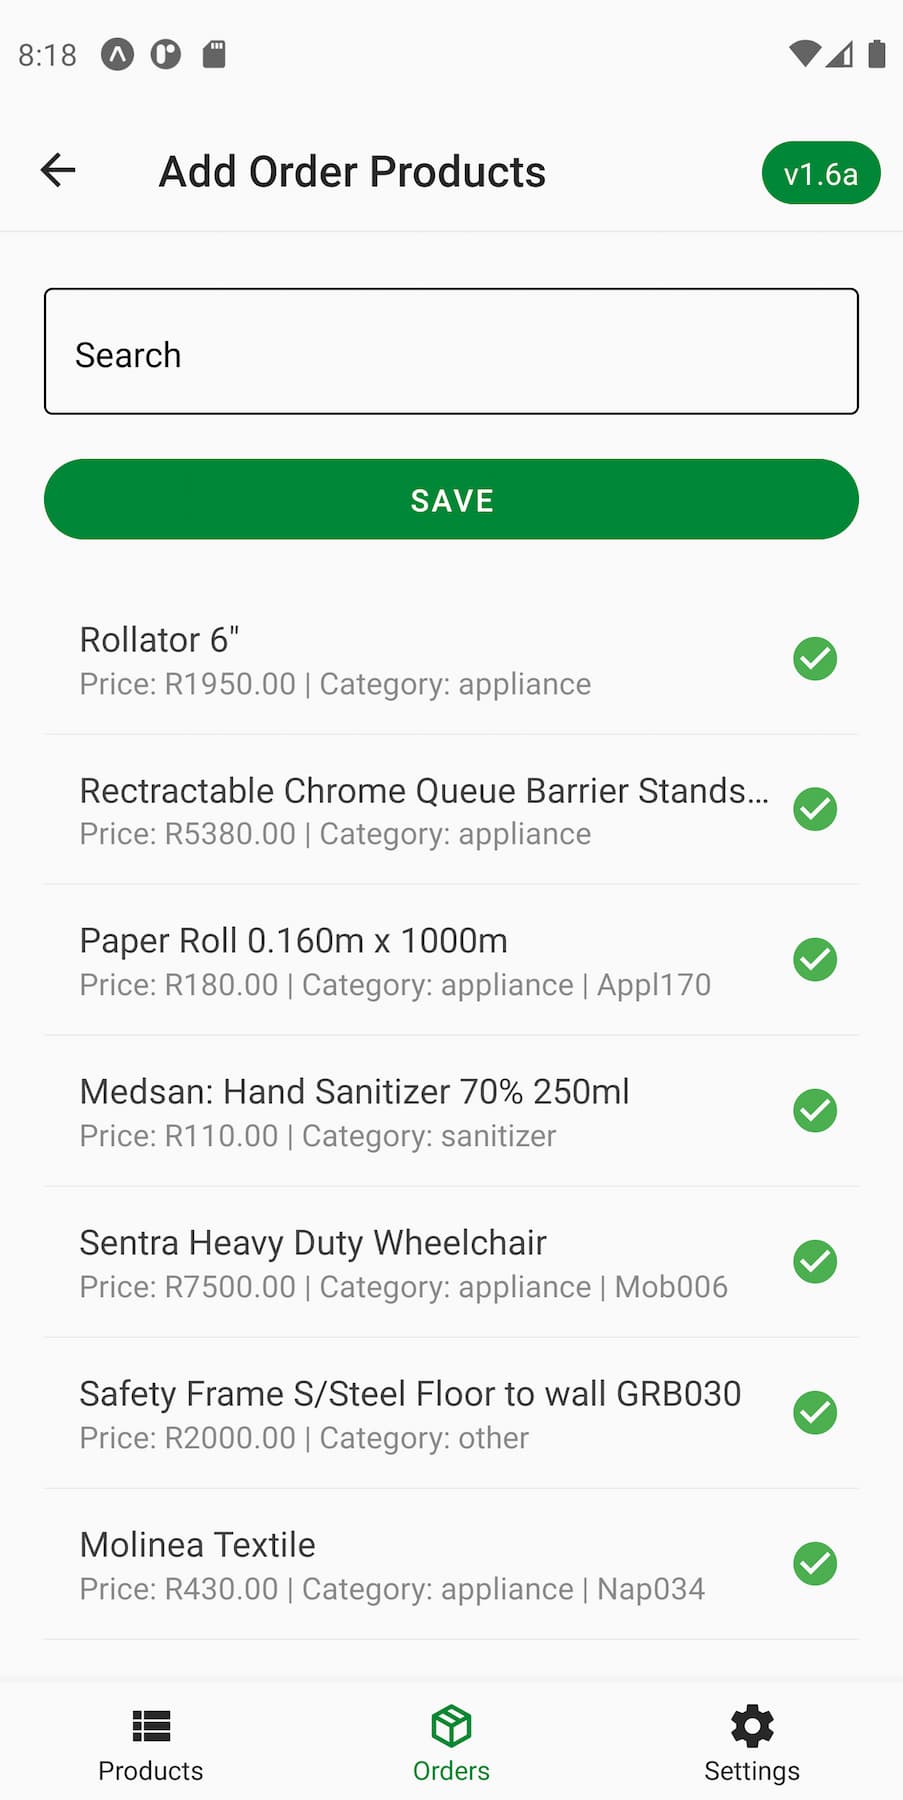 8:18
Add Order Products
v1.6a
Search
SAVE
Rollator 6"
Price: R1950.00 | Category: appliance
Rectractable Chrome Queue Barrier Stands...
Price: R5380.00 | Category: appliance
Paper Roll 0.160m x 1000m
Price: R180.00 | Category: appliance | Appl170
Medsan: Hand Sanitizer 70% 250ml
Price: R110.00 | Category: sanitizer
Sentra Heavy Duty Wheelchair
Price: R7500.00 | Category: appliance | Mob006
Safety Frame S/Steel Floor to wall GRB030
Price: R2000.00 | Category: other
Molinea Textile
Price: R430.00 | Category: appliance | Nap034
Products
Orders
Settings